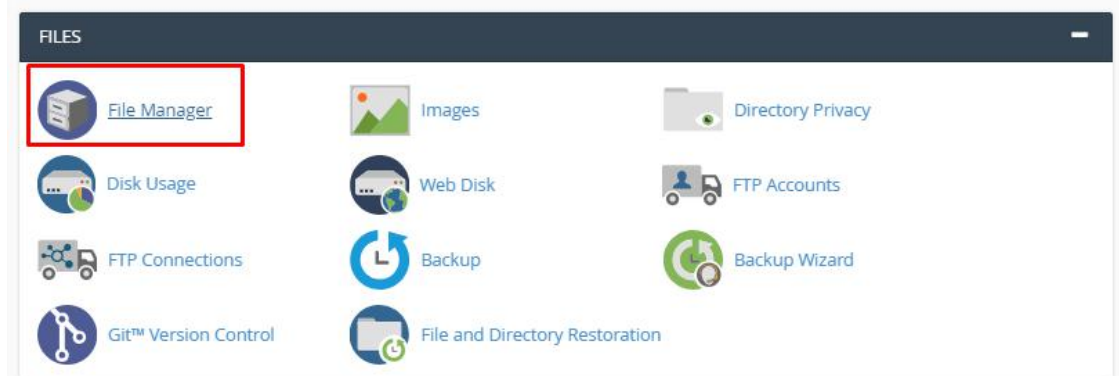 FILES
File Manager
Images
Directory Privacy
Disk Usage
Web Disk
FTP Accounts
FTP Connections
Backup
Backup Wizard
Git™ Version Control
File and Directory Restoration